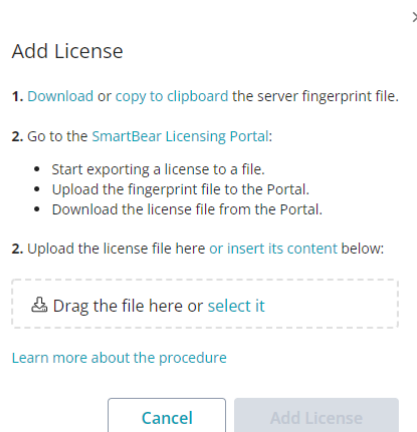 Add License
1. Download or copy to clipboard the server fingerprint file.
2. Go to the SmartBear Licensing Portal:
• Start exporting a license to a file.
• Upload the fingerprint file to the Portal.
• Download the license file from the Portal.
2. Upload the license file here or insert its content below:
Drag the file here or select it
Learn more about the procedure
Cancel Add License